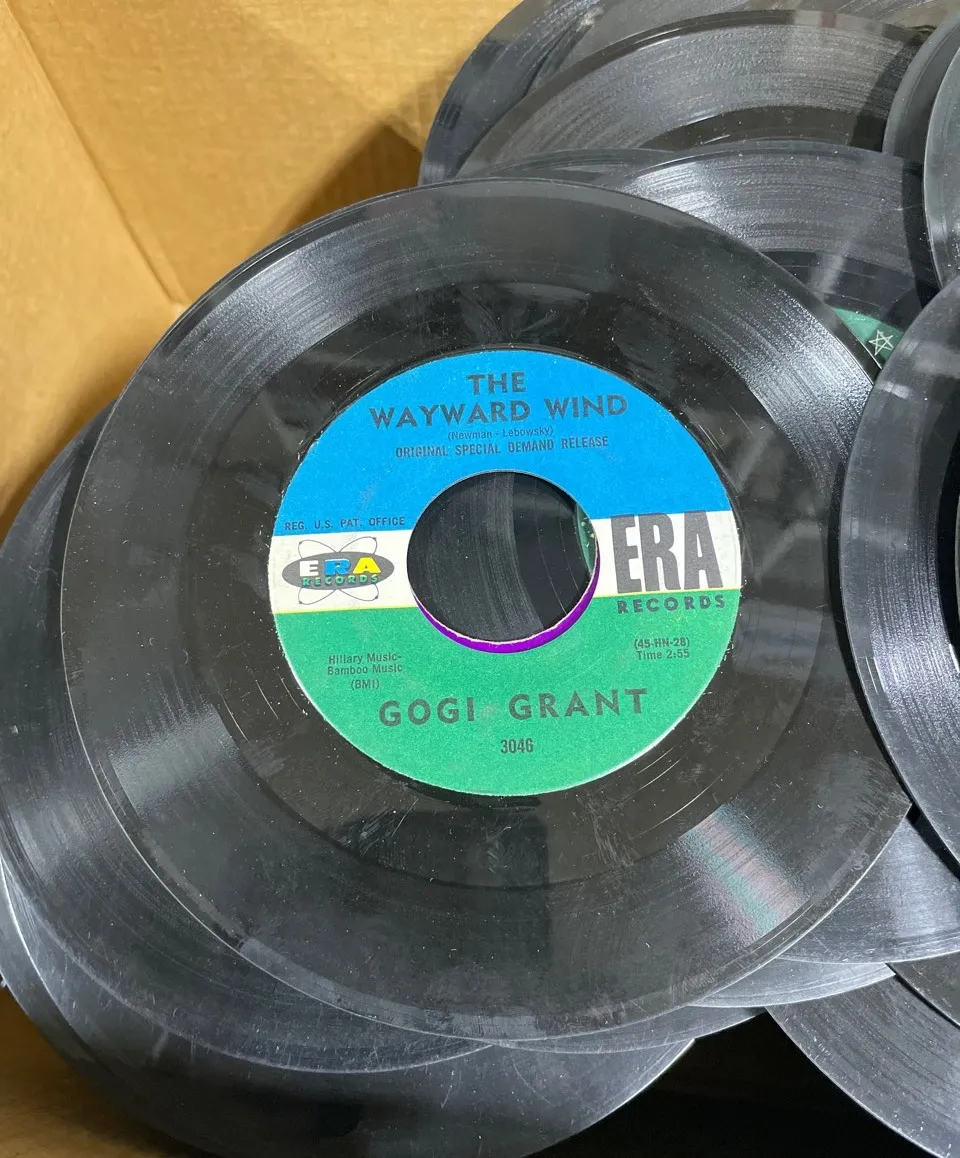 THE
WAYWARD WIND
(Newman - Lebowsky)
ORIGINAL SPECIAL DEMAND RELEASE
REG. U.S. PAT. OFFICE
ERA
RECORDS
ERA
RECORDS
Hillary Music-
Bamboo Music
(BMI)
(45-HN-28)
Time 2:55
GOGI GRANT
3046